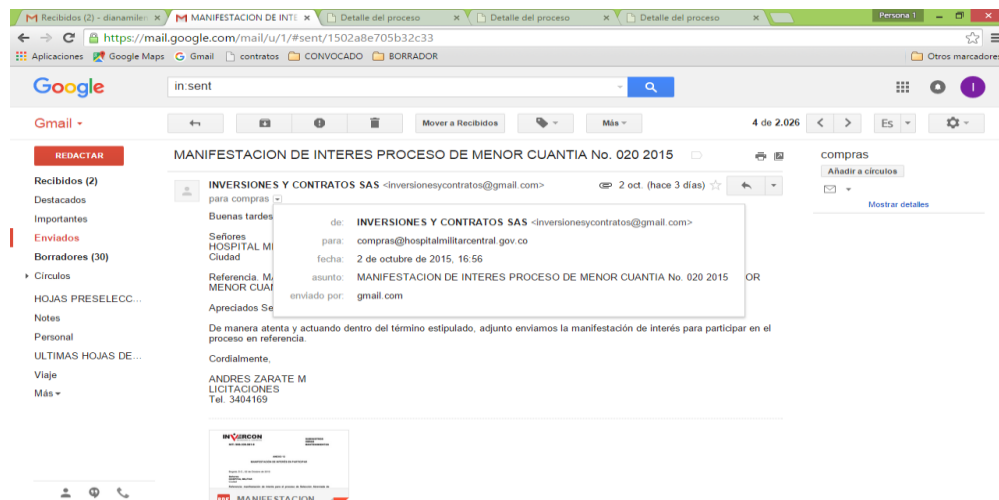 Recibidos (2) - dianamilen
MANIFESTACION DE INTE
Detalle del proceso
Detalle del proceso
Detalle del proceso
Persona 1
https://mail.google.com/mail/u/1/#sent/1502a8e705b32c33
Aplicaciones Google Maps G Gmail contratos CONVOCADO BORRADOR Otros marcadores
Google in:sent I
Gmail Mover a Recibidos Más 4 de 2.026 Es
REDACTAR
Recibidos (2)
Destacados
Importantes
Enviados
Borradores (30)
Círculos
HOJAS PRESELECC...
Notes
Personal
ULTIMAS HOJAS DE...
Viaje
Más
MANIFESTACION DE INTERES PROCESO DE MENOR CUANTIA No. 020 2015
INVERSIONES Y CONTRATOS SAS <inversionesycontratos@gmail.com> 2 oct. (hace 3 días)
para compras
Buenas tardes
Señores
HOSPITAL MI
Ciudad
Referencia. MA OR
MENOR CUAN
Apreciados Se
de: INVERSIONES Y CONTRATOS SAS <inversionesycontratos@gmail.com>
para: compras@hospitalmilitarcentral.gov.co
fecha: 2 de octubre de 2015, 16:56
asunto: MANIFESTACION DE INTERES PROCESO DE MENOR CUANTIA No. 020 2015
enviado por: gmail.com
De manera atenta y actuando dentro del término estipulado, adjunto enviamos la manifestación de interés para participar en el
proceso en referencia.
Cordialmente,
ANDRES ZARATE M
LICITACIONES
Tel. 3404169
INVERCON
MANIFESTACION
compras
Añadir a círculos
Mostrar detalles